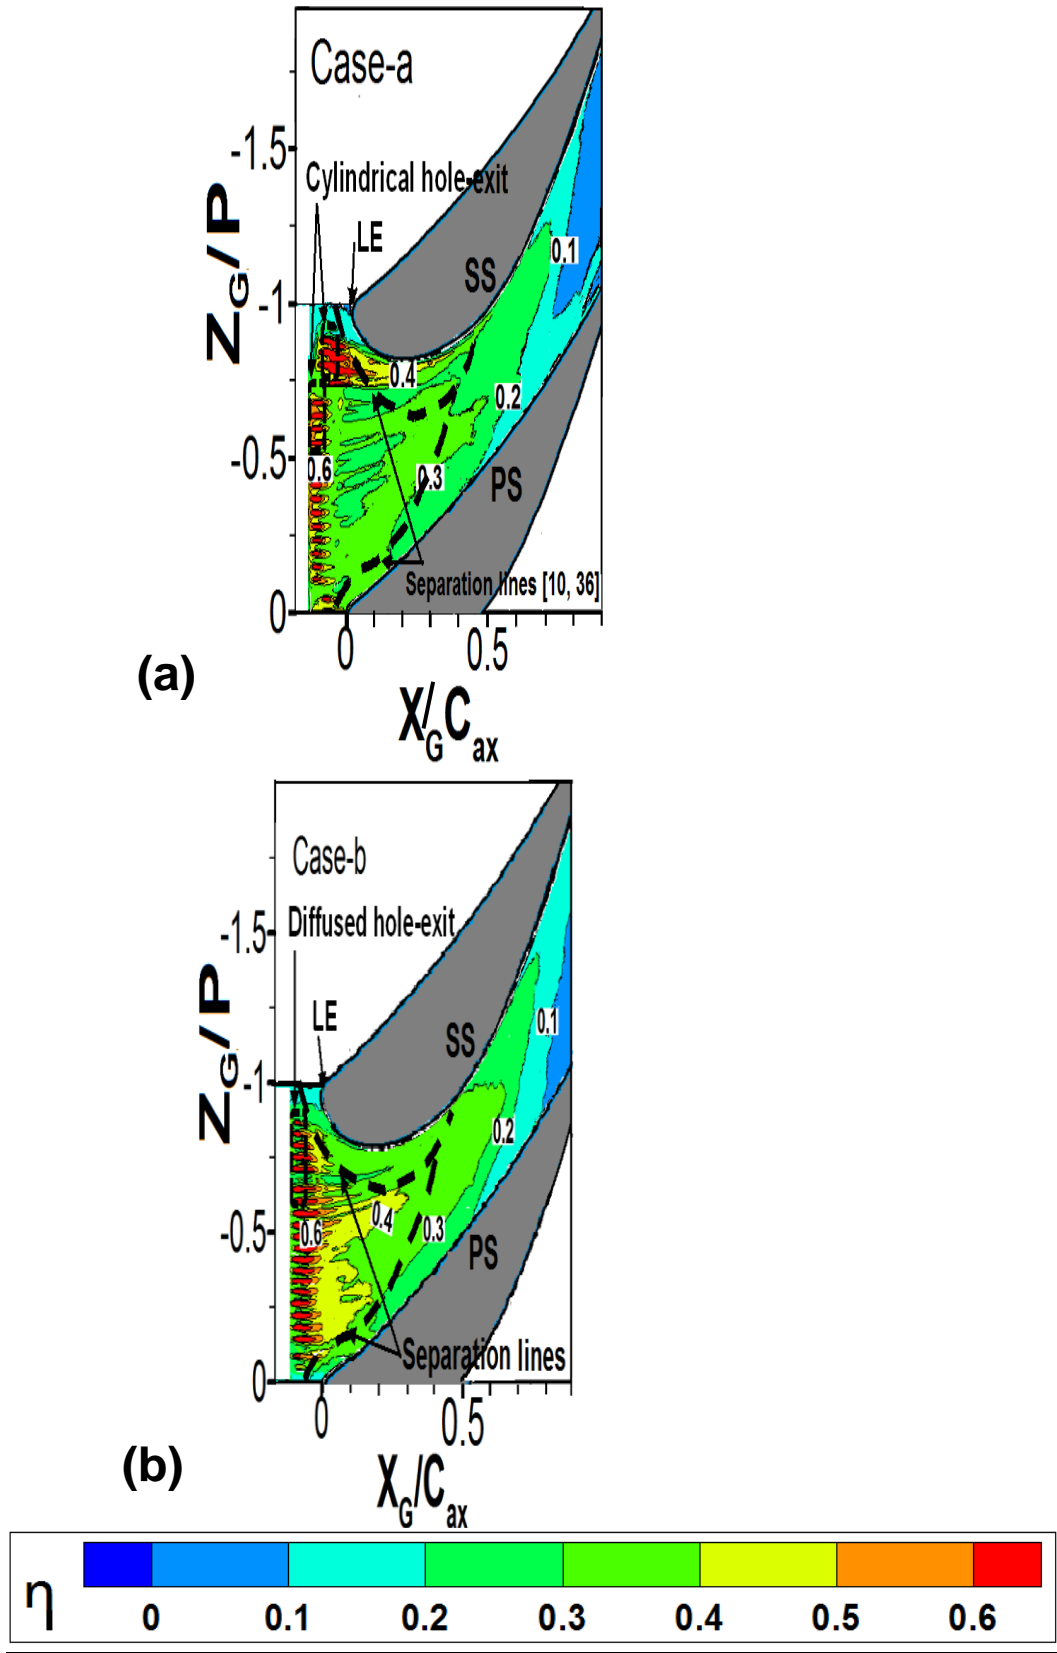 Case-a
-1.5
Cylindrical hole-exit
LE
Z_G/P
SS
0.1
-1
0.4
0.2
-0.5
0.6
0.3
PS
Separation lines [10, 36]
0
0 0.5
(a)
X_G/C_ax
Case-b
Diffused hole-exit
-1.5
LE
Z_G/P
0.1
SS
-1
0.2
0.4
0.3
-0.5
0.6
PS
Separation lines
0
0 0.5
(b)
X_G/C_ax
η
0 0.1 0.2 0.3 0.4 0.5 0.6